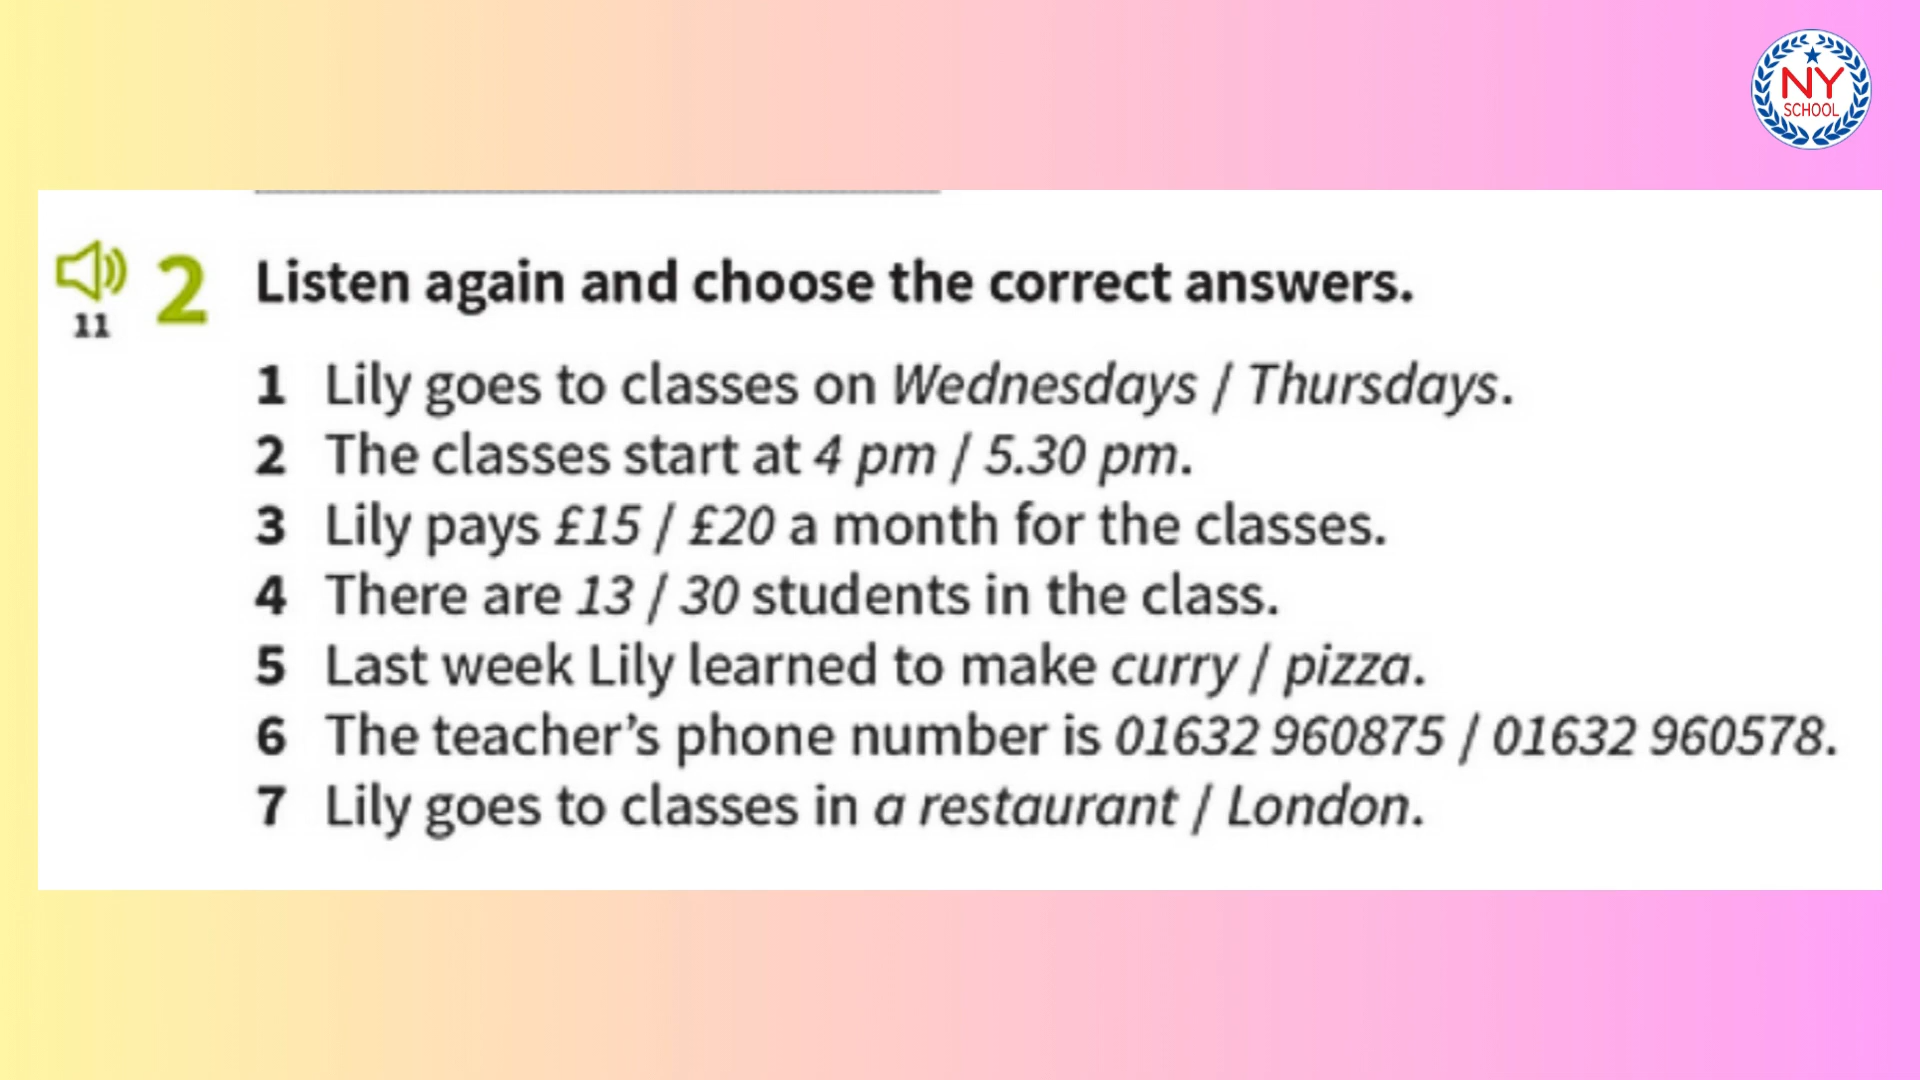 NY
SCHOOL
2 Listen again and choose the correct answers.
11
1 Lily goes to classes on Wednesdays / Thursdays.
2 The classes start at 4 pm / 5.30 pm.
3 Lily pays £15 / £20 a month for the classes.
4 There are 13 / 30 students in the class.
5 Last week Lily learned to make curry / pizza.
6 The teacher’s phone number is 01632 960875 / 01632 960578.
7 Lily goes to classes in a restaurant / London.